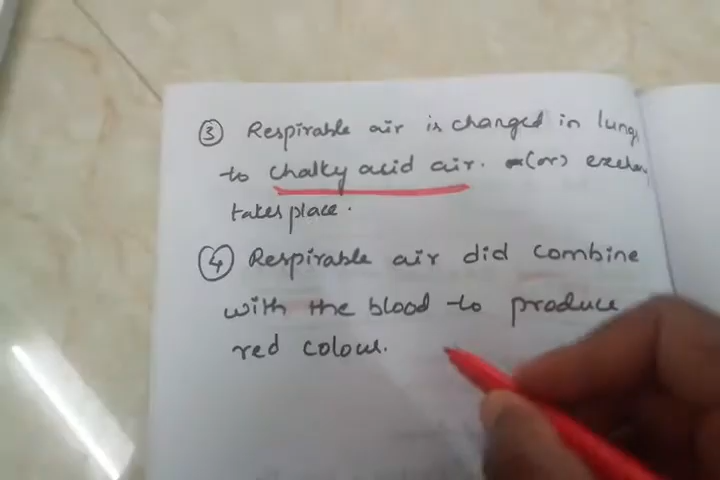 ③ Respirable air is changed in lungs
to chalky acid air. (or) exchan
takes place.
④ Respirable air did combine
with the blood to produce
red colour.